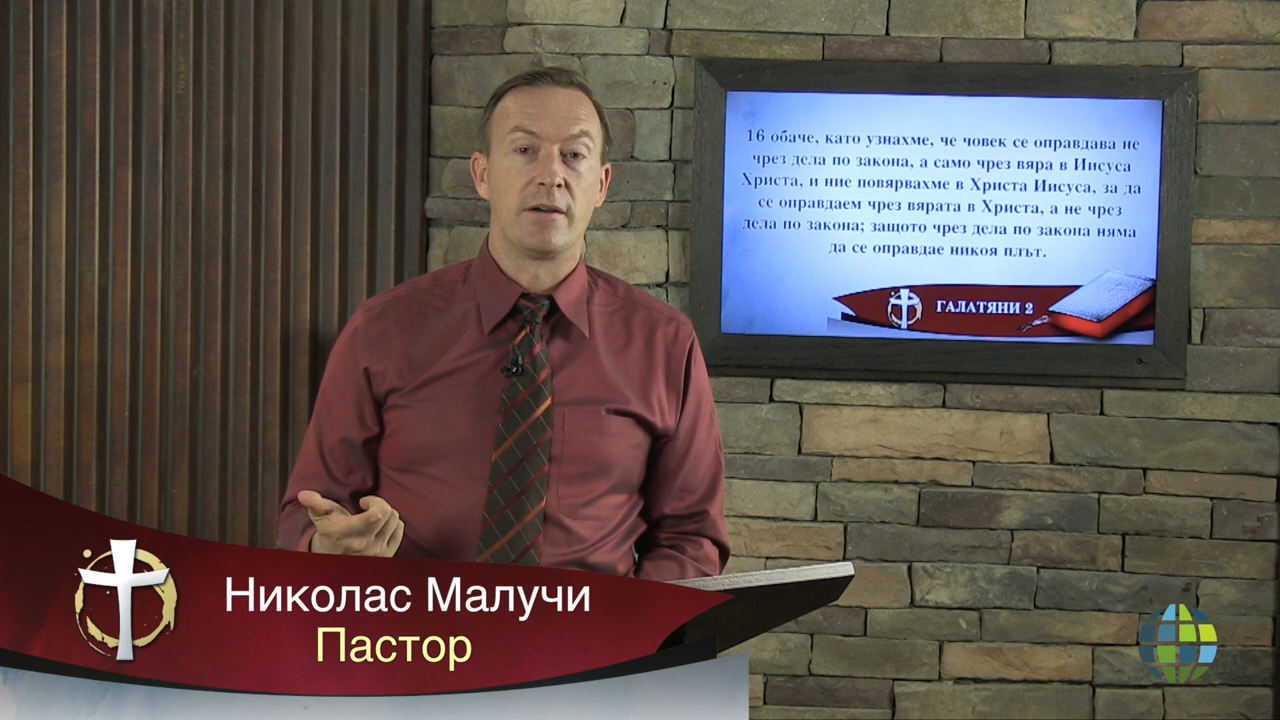 16 обаче, като узнахме, че човек се оправдава не
чрез дела по закона, а само чрез вяра в Иисуса
Христа, и ние повярвахме в Христа Иисуса, за да
се оправдаем чрез вярата в Христа, а не чрез
дела по закона; защото чрез дела по закона няма
да се оправдае никоя плът.
ГАЛАТЯНИ 2
Николас Малучи
Пастор